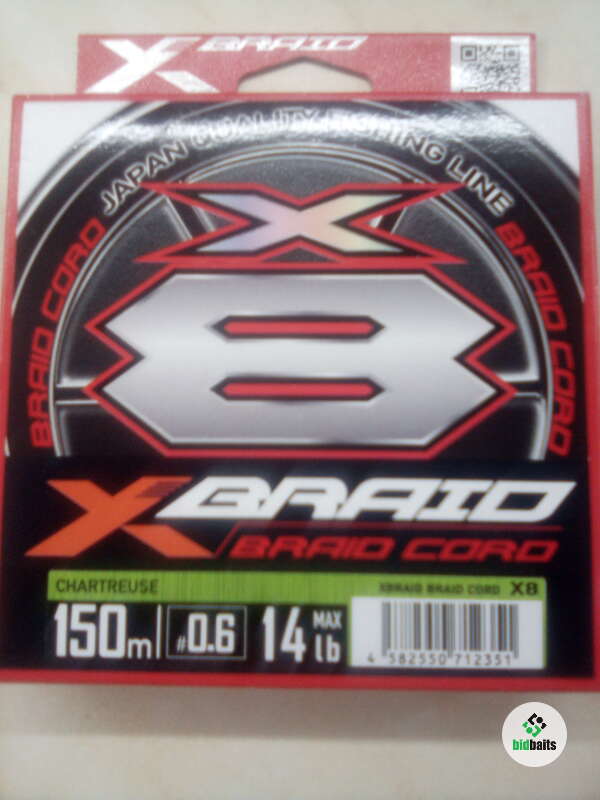 X BRAID
JAPAN QUALITY FISHING LINE
BRAID CORD
BRAID CORD
X
8
XBRAID
BRAID CORD
CHARTREUSE
XBRAID BRAID CORD X8
150m #0.6 14 MAX lb
4 582550 712351
bidbaits